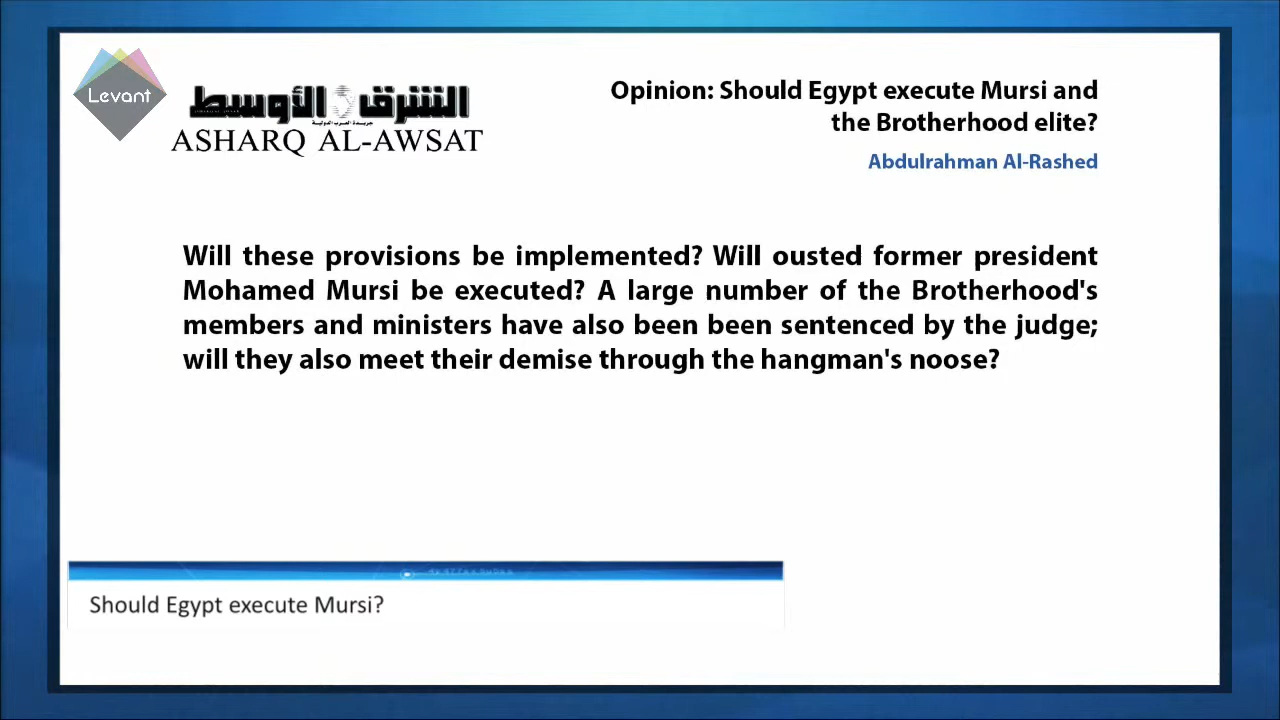 Levant
الشرق الأوسط
جريدة العرب الدولية
ASHARQ AL-AWSAT
Opinion: Should Egypt execute Mursi and
the Brotherhood elite?
Abdulrahman Al-Rashed
Will these provisions be implemented? Will ousted former president
Mohamed Mursi be executed? A large number of the Brotherhood's
members and ministers have also been been sentenced by the judge;
will they also meet their demise through the hangman's noose?
Should Egypt execute Mursi?